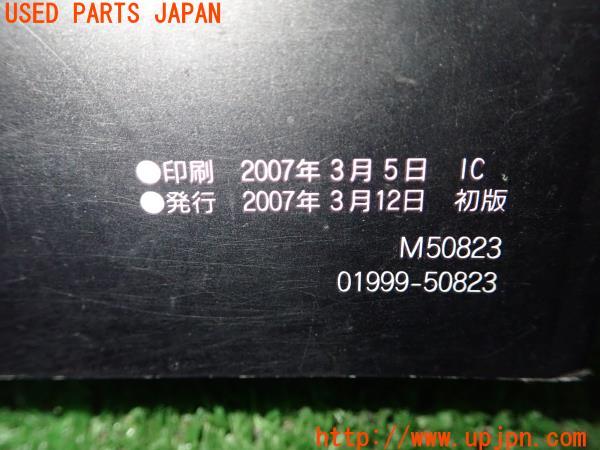 USED PARTS JAPAN
●印刷 2007年 3月 5日 IC
●発行 2007年 3月12日 初版
M50823
01999-50823
http://www.upjpn.com